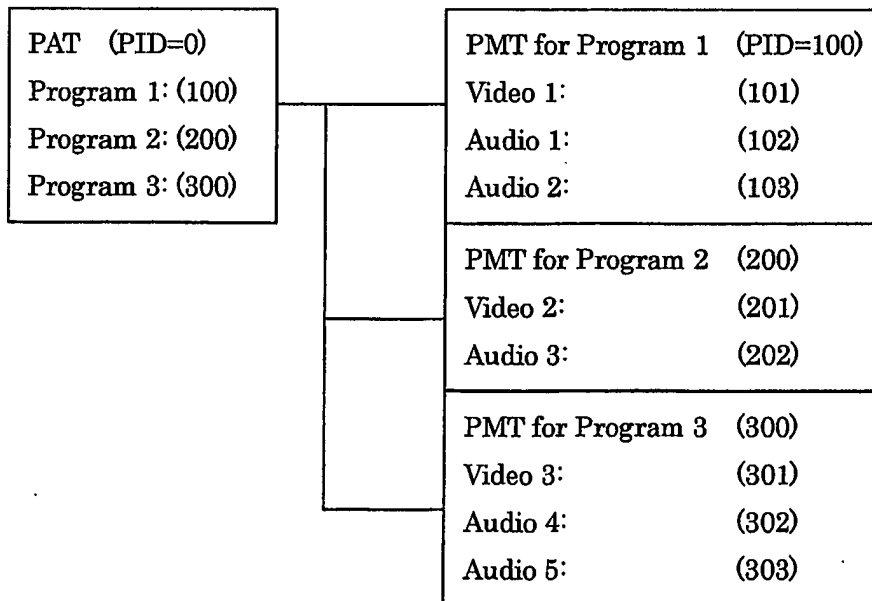 PAT (PID=0)
Program 1: (100)
Program 2: (200)
Program 3: (300)
PMT for Program 1 (PID=100)
Video 1: (101)
Audio 1: (102)
Audio 2: (103)
PMT for Program 2 (200)
Video 2: (201)
Audio 3: (202)
PMT for Program 3 (300)
Video 3: (301)
Audio 4: (302)
Audio 5: (303)